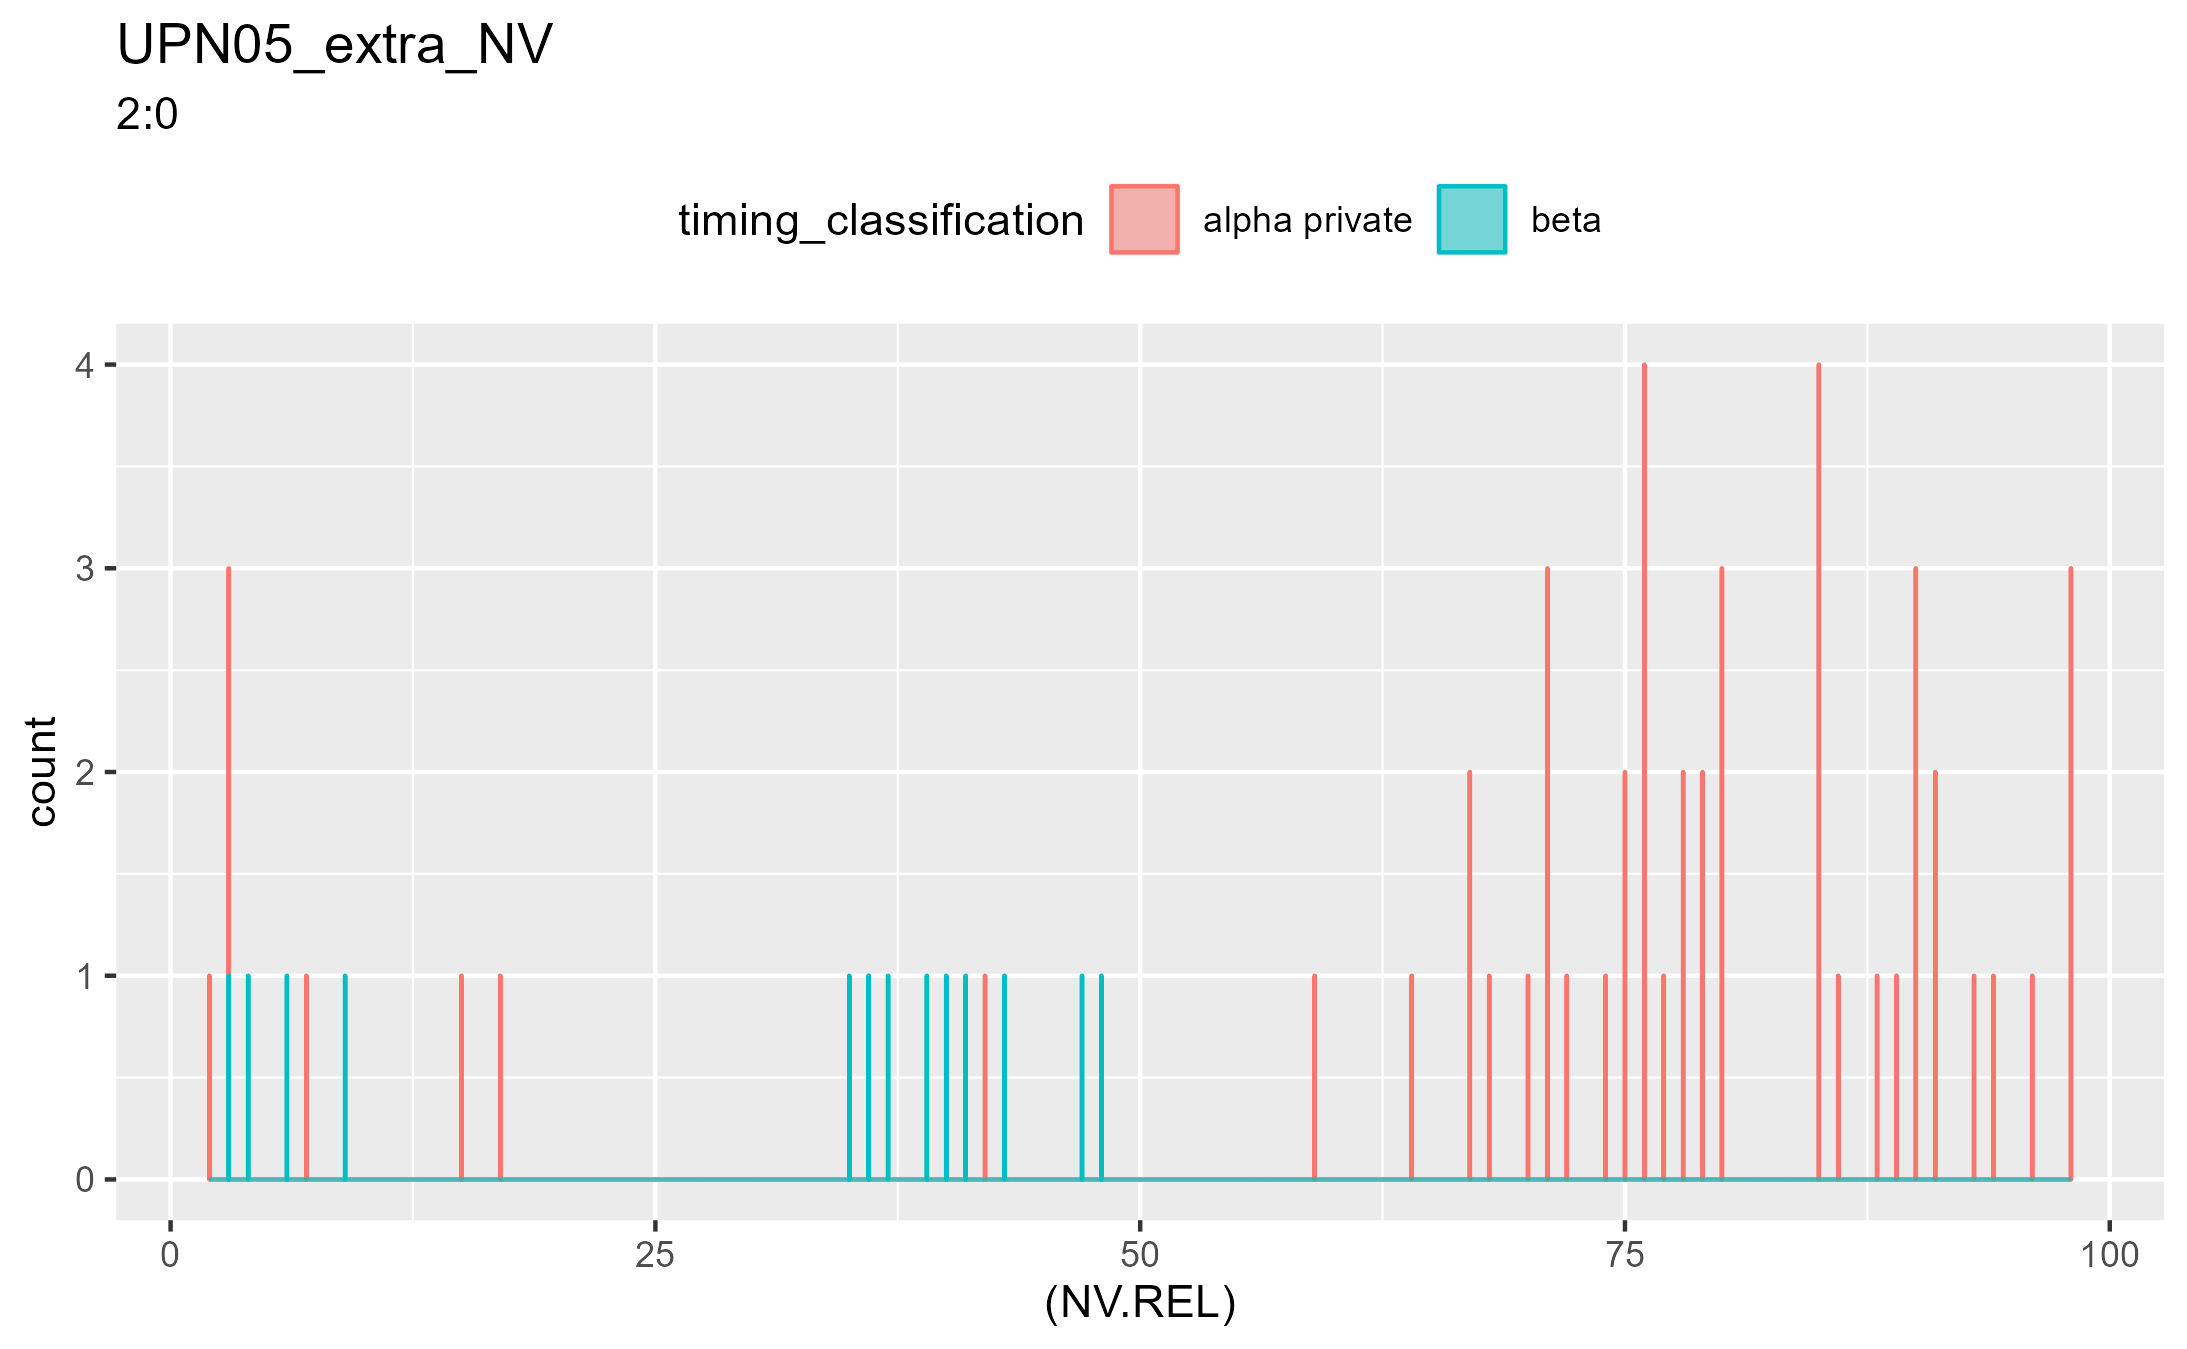 UPN05_extra_NV
2:0
timing_classification alpha private beta
4
3
2
1
0
count
0 25 50 75 100
(NV.REL)